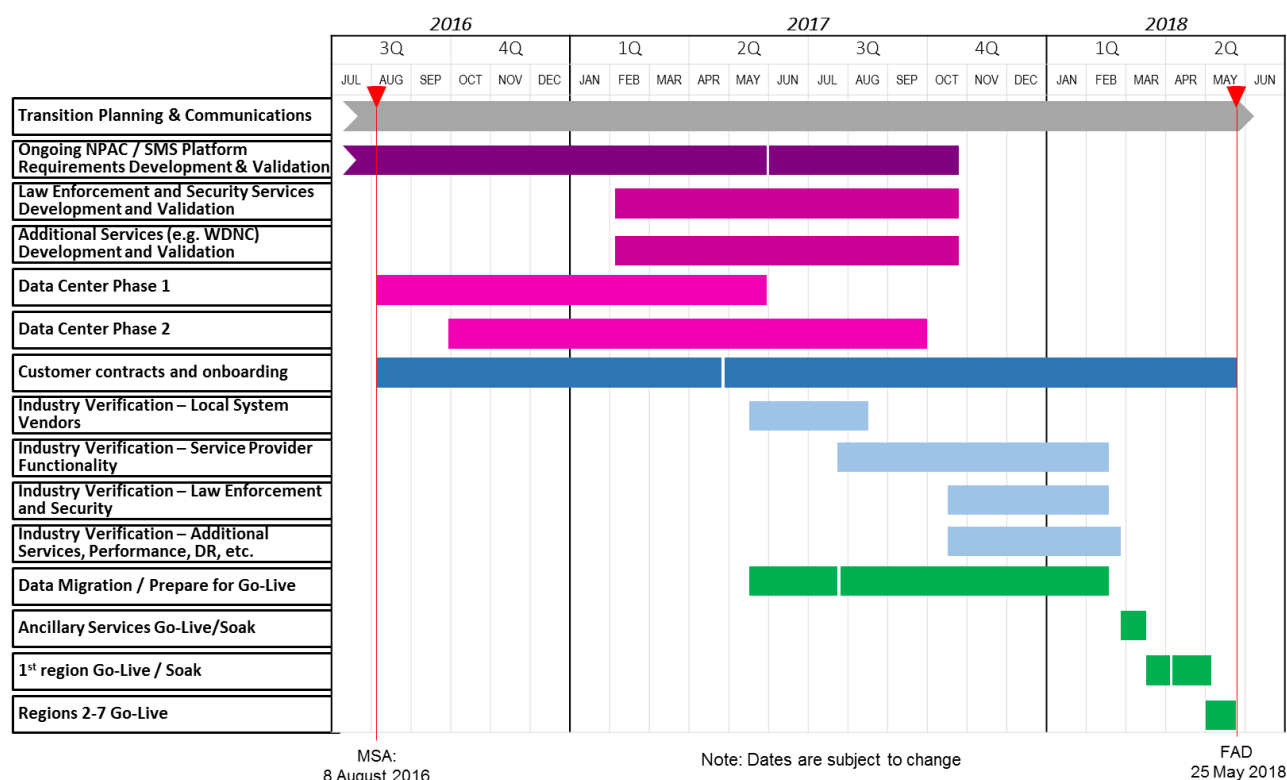 2016 2017 2018
3Q 4Q 1Q 2Q 3Q 4Q 1Q 2Q
JUL AUG SEP OCT NOV DEC JAN FEB MAR APR MAY JUN JUL AUG SEP OCT NOV DEC JAN FEB MAR APR MAY JUN
Transition Planning & Communications
Ongoing NPAC / SMS Platform
Requirements Development & Validation
Law Enforcement and Security Services
Development and Validation
Additional Services (e.g. WDNC)
Development and Validation
Data Center Phase 1
Data Center Phase 2
Customer contracts and onboarding
Industry Verification – Local System
Vendors
Industry Verification – Service Provider
Functionality
Industry Verification – Law Enforcement
and Security
Industry Verification – Additional
Services, Performance, DR, etc.
Data Migration / Prepare for Go-Live
Ancillary Services Go-Live/Soak
1st region Go-Live / Soak
Regions 2-7 Go-Live
MSA:
8 August 2016
Note: Dates are subject to change
FAD
25 May 2018